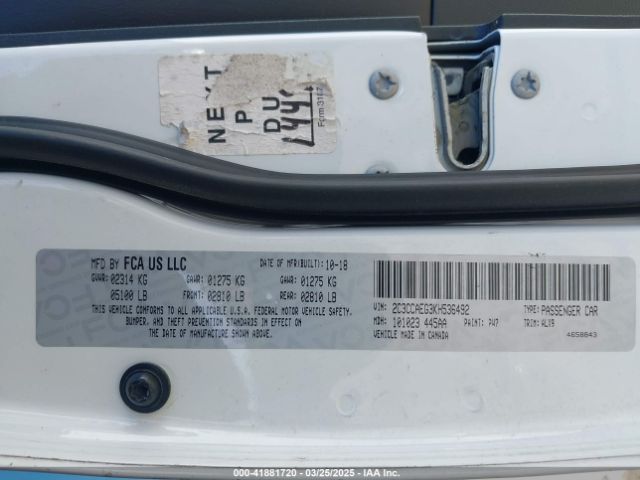 NEXT
P
DU
Form 3107
MFD BY FCA US LLC DATE OF MFR(BUILT): 10-18
GVWR: 02314 KG GAWR: 01275 KG GAWR: 01275 KG
05100 LB FRONT: 02810 LB REAR: 02810 LB
THIS VEHICLE CONFORMS TO ALL APPLICABLE U.S.A. FEDERAL MOTOR VEHICLE SAFETY,
BUMPER, AND THEFT PREVENTION STANDARDS IN EFFECT ON
THE DATE OF MANUFACTURE SHOWN ABOVE.
VIN: 2C3CCAEG3KH536492 TYPE: PASSENGER CAR
MDH: 101023 445AA PAINT: PW7 TRIM: ALX9
VEHICLE MADE IN CANADA 4658643
000-41881720 - 03/25/2025 - IAA Inc.